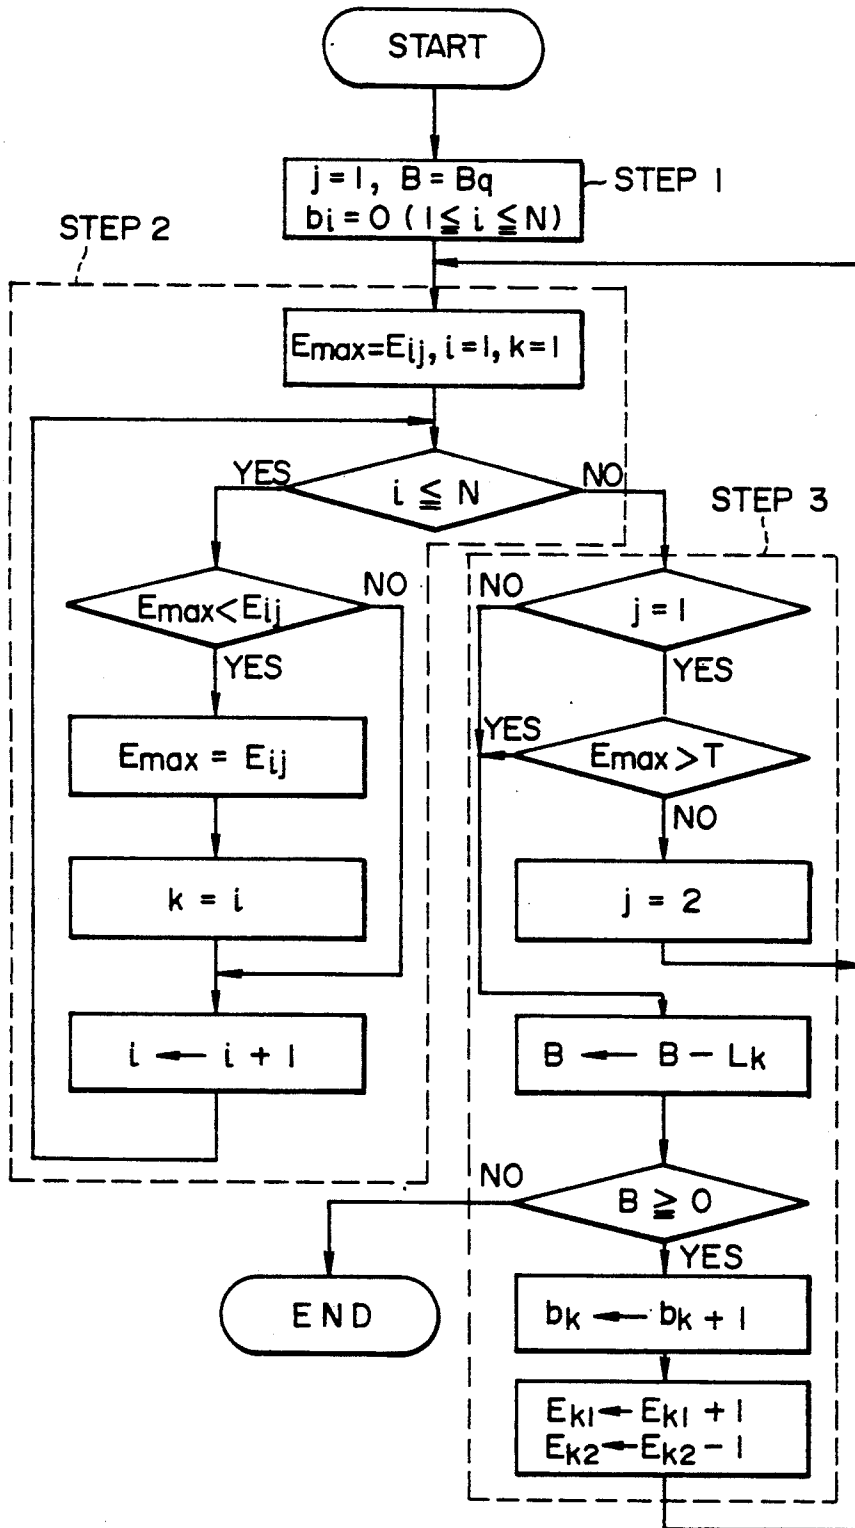 START
j = 1, B = Bq
bi = 0 ( 1 ≦ i ≦ N )
STEP 1
STEP 2
Emax = Eij, i = 1, k = 1
YES
i ≦ N
NO
STEP 3
Emax < Eij
NO
YES
NO
j = 1
YES
Emax = Eij
YES
Emax > T
NO
k = i
j = 2
i ← i + 1
B ← B - Lk
NO
B ≧ 0
YES
END
bk ← bk + 1
Ek1 ← Ek1 + 1
Ek2 ← Ek2 - 1